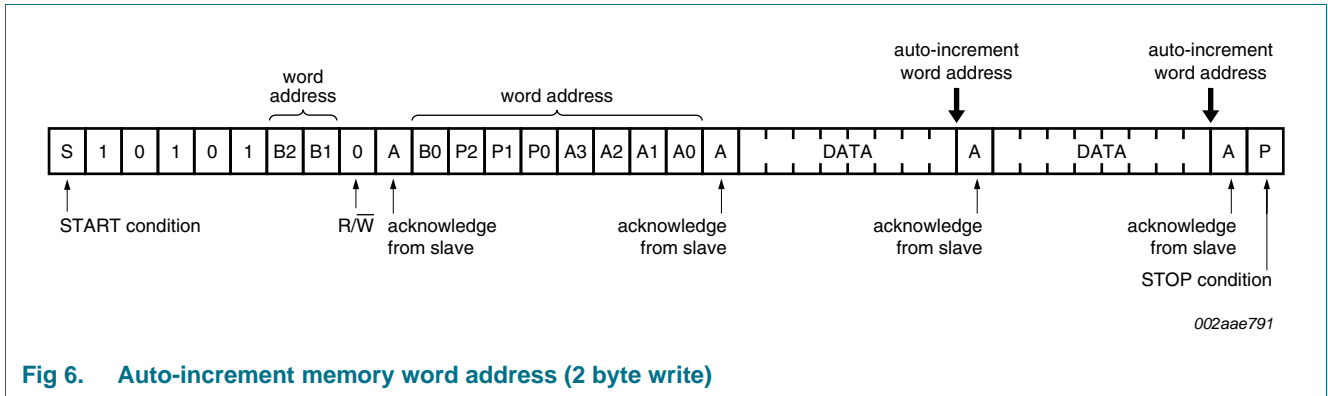 auto-increment
word address
auto-increment
word address
word
address
word address
S 1 0 1 0 1 B2 B1 0 A B0 P2 P1 P0 A3 A2 A1 A0 A DATA A DATA A P
START condition
R/W̅
acknowledge
from slave
acknowledge
from slave
acknowledge
from slave
acknowledge
from slave
STOP condition
002aae791
Fig 6. Auto-increment memory word address (2 byte write)